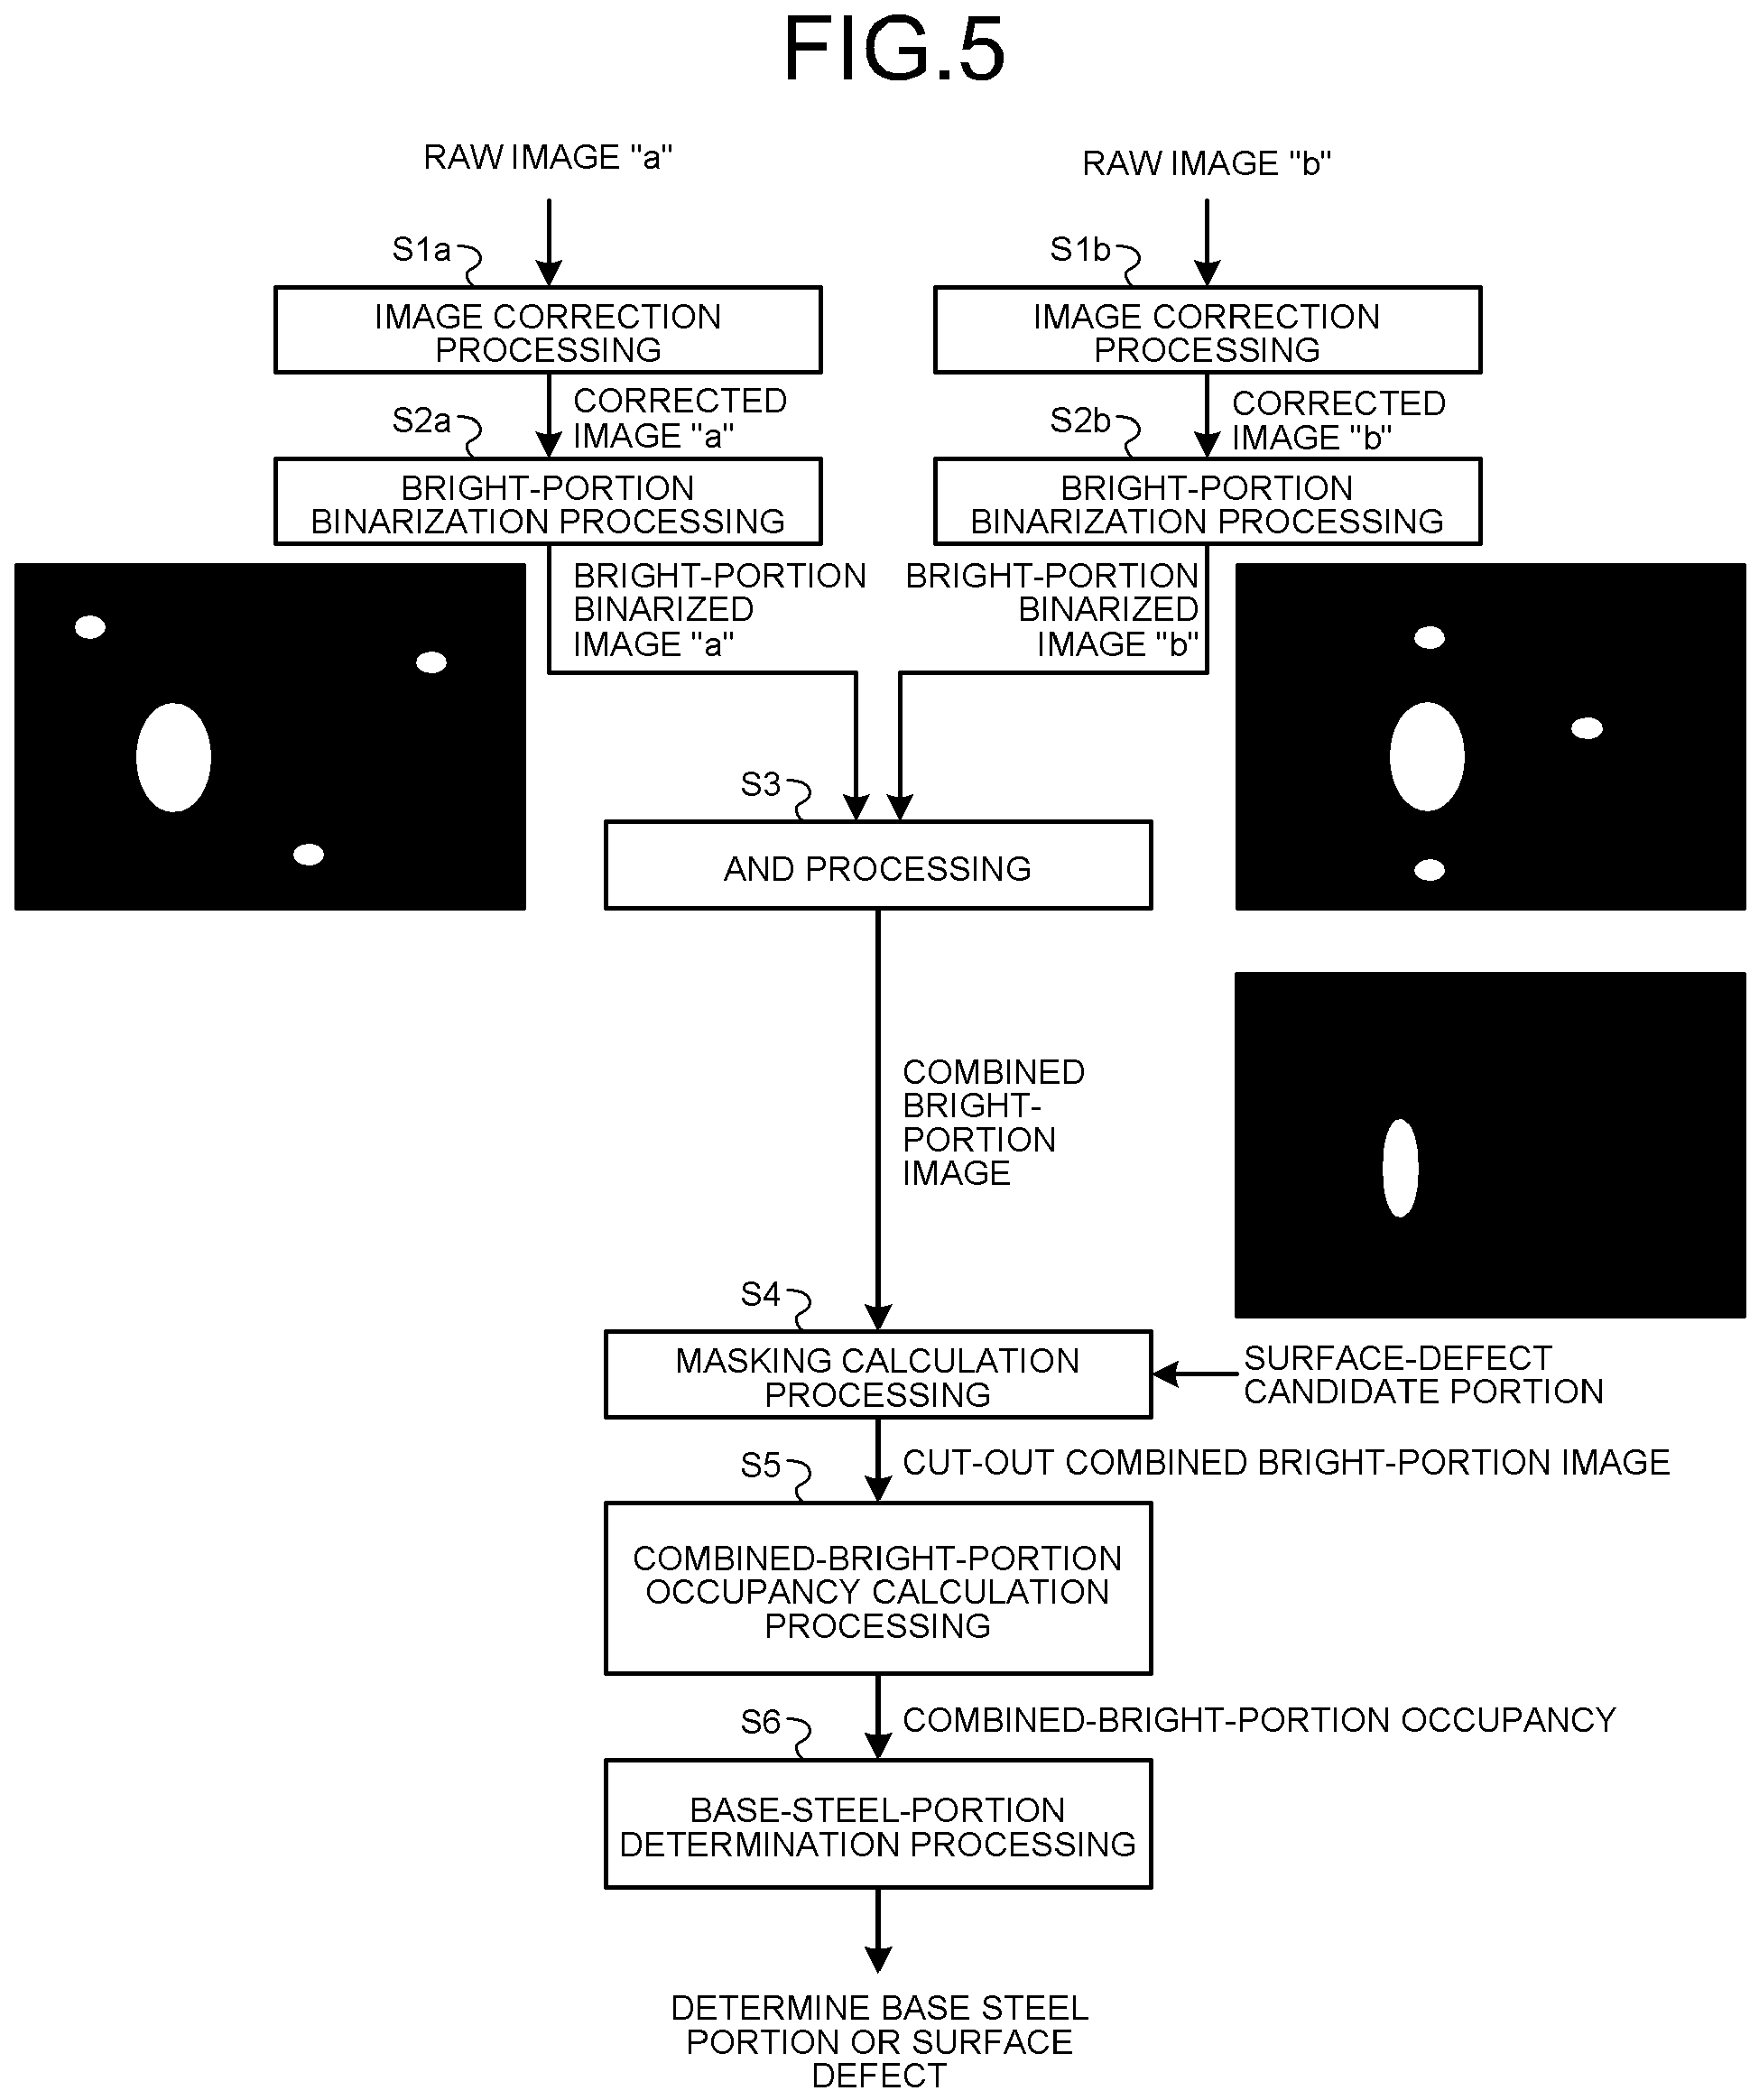 FIG.5
RAW IMAGE "a"
RAW IMAGE "b"
S1a
S1b
IMAGE CORRECTION
PROCESSING
IMAGE CORRECTION
PROCESSING
S2a
CORRECTED
IMAGE "a"
S2b
CORRECTED
IMAGE "b"
BRIGHT-PORTION
BINARIZATION PROCESSING
BRIGHT-PORTION
BINARIZATION PROCESSING
BRIGHT-PORTION
BINARIZED
IMAGE "a"
BRIGHT-PORTION
BINARIZED
IMAGE "b"
S3
AND PROCESSING
COMBINED
BRIGHT-
PORTION
IMAGE
S4
MASKING CALCULATION
PROCESSING
SURFACE-DEFECT
CANDIDATE PORTION
S5
CUT-OUT COMBINED BRIGHT-PORTION IMAGE
COMBINED-BRIGHT-PORTION
OCCUPANCY CALCULATION
PROCESSING
S6
COMBINED-BRIGHT-PORTION OCCUPANCY
BASE-STEEL-PORTION
DETERMINATION PROCESSING
DETERMINE BASE STEEL
PORTION OR SURFACE
DEFECT